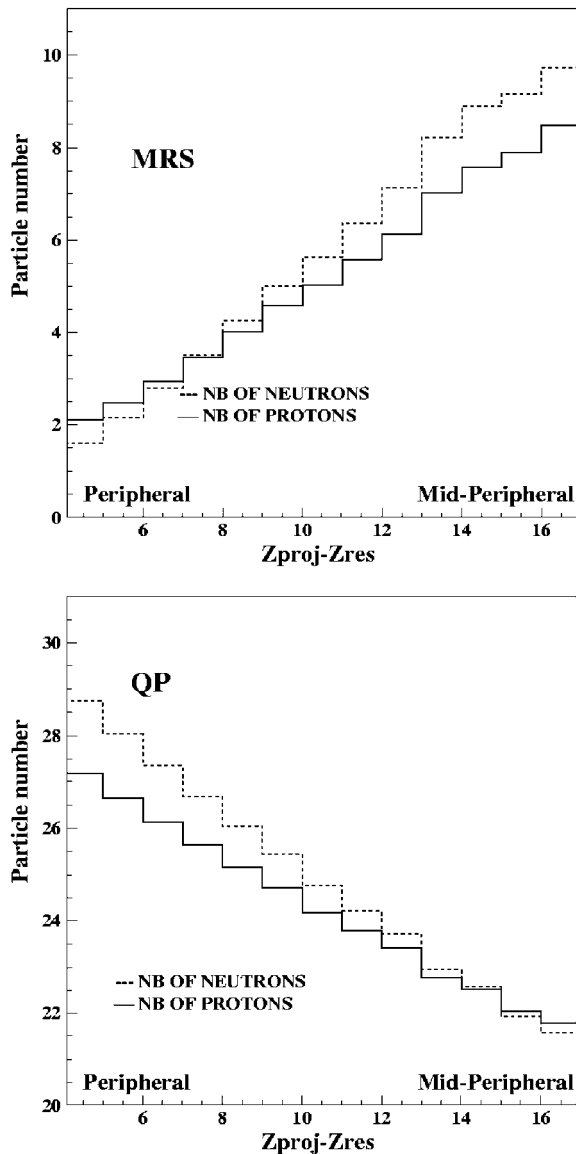 10
8
6
4
2
0
Particle number
MRS
NB OF NEUTRONS
NB OF PROTONS
Peripheral
Mid-Peripheral
6 8 10 12 14 16
Zproj-Zres
30
28
26
24
22
20
Particle number
QP
NB OF NEUTRONS
NB OF PROTONS
Peripheral
Mid-Peripheral
6 8 10 12 14 16
Zproj-Zres